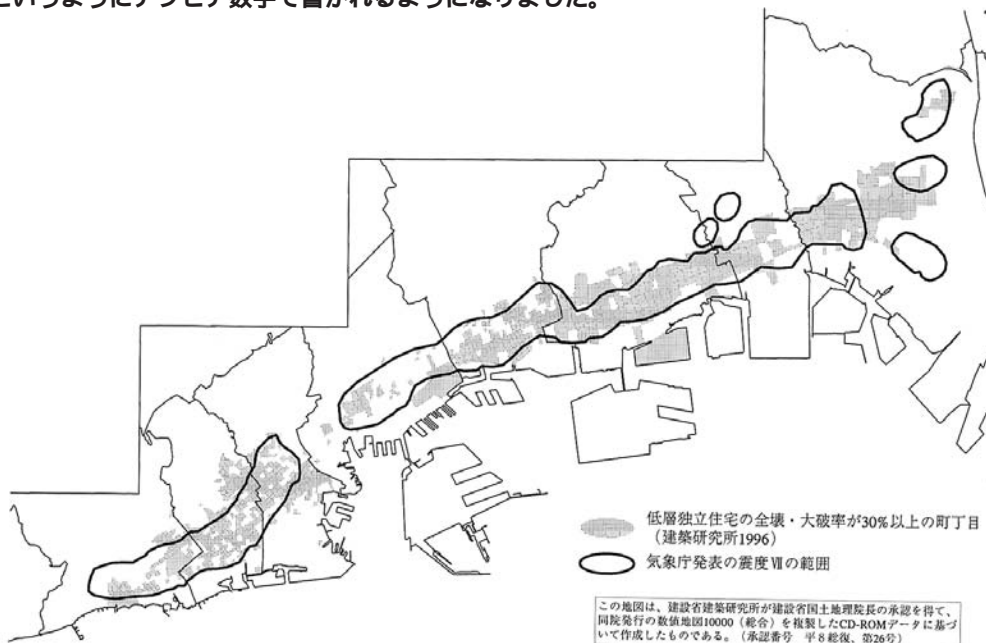 というようにアラビア数字で書かれるようになりました。
低層独立住宅の全壊・大破率が30%以上の町丁目
(建築研究所1996)
気象庁発表の震度Ⅶの範囲
この地図は、建設省建築研究所が建設省国土地理院長の承認を得て、
同院発行の数値地図10000(総合)を複製したCD-ROMデータに基づ
いて作成したものである。(承認番号 平8総復、第26号)